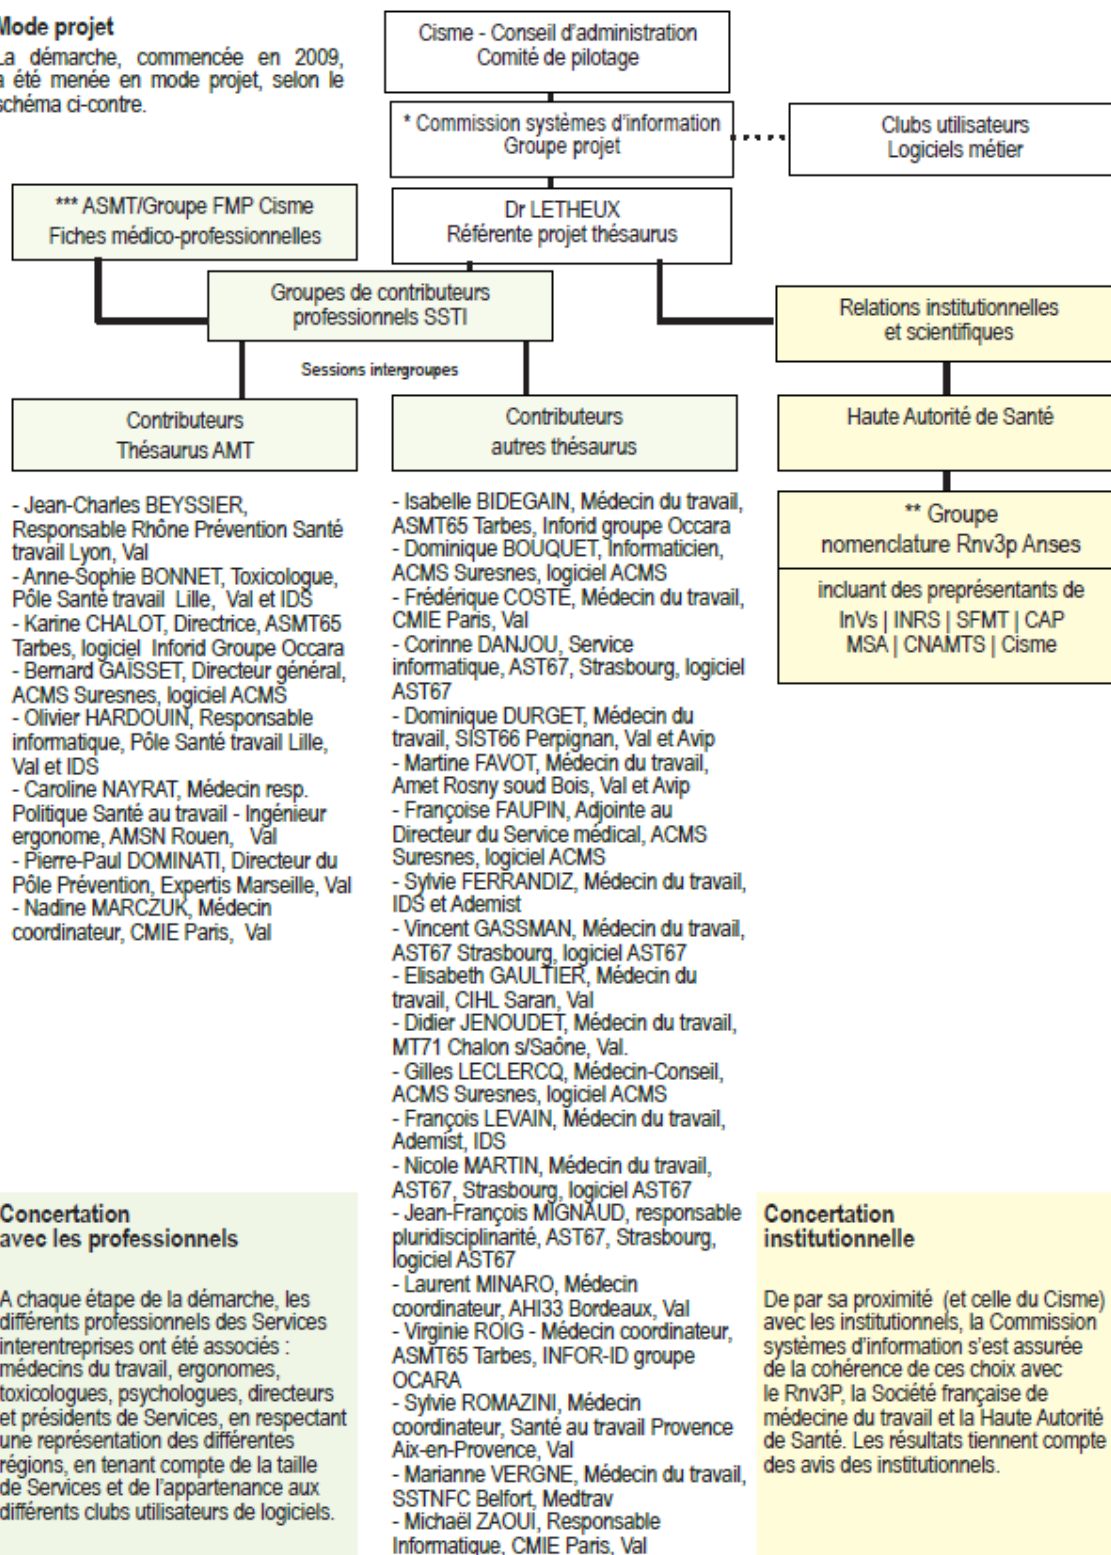 Mode projet
La démarche, commencée en 2009,
a été menée en mode projet, selon le
schéma ci-contre.
Cisme - Conseil d'administration
Comité de pilotage
* Commission systèmes d'information
Groupe projet
Clubs utilisateurs
Logiciels métier
*** ASMT/Groupe FMP Cisme
Fiches médico-professionnelles
Dr LETHEUX
Référente projet thésaurus
Groupes de contributeurs
professionnels SSTI
Relations institutionnelles
et scientifiques
Sessions intergroupes
Contributeurs
Thésaurus AMT
Contributeurs
autres thésaurus
Haute Autorité de Santé
** Groupe
nomenclature Rnv3p Anses
incluant des preprésentants de
InVs | INRS | SFMT | CAP
MSA | CNAMTS | Cisme
- Jean-Charles BEYSSIER,
Responsable Rhône Prévention Santé
travail Lyon, Val
- Anne-Sophie BONNET, Toxicologue,
Pôle Santé travail Lille, Val et IDS
- Karine CHALOT, Directrice, ASMT65
Tarbes, logiciel Inforid Groupe Occara
- Bernard GAÏSSET, Directeur général,
ACMS Suresnes, logiciel ACMS
- Olivier HARDOUIN, Responsable
informatique, Pôle Santé travail Lille,
Val et IDS
- Caroline NAYRAT, Médecin resp.
Politique Santé au travail - Ingénieur
ergonome, AMSN Rouen, Val
- Pierre-Paul DOMINATI, Directeur du
Pôle Prévention, Expertis Marseille, Val
- Nadine MARCZUK, Médecin
coordinateur, CMIE Paris, Val
- Isabelle BIDEGAIN, Médecin du travail,
ASMT65 Tarbes, Inforid groupe Occara
- Dominique BOUQUET, Informaticien,
ACMS Suresnes, logiciel ACMS
- Frédérique COSTE, Médecin du travail,
CMIE Paris, Val
- Corinne DANJOU, Service
informatique, AST67, Strasbourg, logiciel
AST67
- Dominique DURGET, Médecin du
travail, SIST66 Perpignan, Val et Avip
- Martine FAVOT, Médecin du travail,
Amet Rosny soud Bois, Val et Avip
- Françoise FAUPIN, Adjointe au
Directeur du Service médical, ACMS
Suresnes, logiciel ACMS
- Sylvie FERRANDIZ, Médecin du travail,
IDS et Ademist
- Vincent GASSMAN, Médecin du travail,
AST67 Strasbourg, logiciel AST67
- Elisabeth GAULTIER, Médecin du
travail, CIHL Saran, Val
- Didier JENOUDET, Médecin du travail,
MT71 Chalon s/Saône, Val.
- Gilles LECLERCQ, Médecin-Conseil,
ACMS Suresnes, logiciel ACMS
- François LEVAIN, Médecin du travail,
Ademist, IDS
- Nicole MARTIN, Médecin du travail,
AST67, Strasbourg, logiciel AST67
- Jean-François MIGNAUD, responsable
pluridisciplinarité, AST67, Strasbourg,
logiciel AST67
- Laurent MINARO, Médecin
coordinateur, AHI33 Bordeaux, Val
- Virginie ROIG - Médecin coordinateur,
ASMT65 Tarbes, INFOR-ID groupe
OCARA
- Sylvie ROMAZINI, Médecin
coordinateur, Santé au travail Provence
Aix-en-Provence, Val
- Marianne VERGNE, Médecin du travail,
SSTNFC Belfort, Medtrav
- Michaël ZAOUI, Responsable
Informatique, CMIE Paris, Val
Concertation
avec les professionnels
A chaque étape de la démarche, les
différents professionnels des Services
interentreprises ont été associés :
médecins du travail, ergonomes,
toxicologues, psychologues, directeurs
et présidents de Services, en respectant
une représentation des différentes
régions, en tenant compte de la taille
de Services et de l'appartenance aux
différents clubs utilisateurs de logiciels.
Concertation
institutionnelle
De par sa proximité (et celle du Cisme)
avec les institutionnels, la Commission
systèmes d'information s'est assurée
de la cohérence de ces choix avec
le Rnv3P, la Société française de
médecine du travail et la Haute Autorité
de Santé. Les résultats tiennent compte
des avis des institutionnels.